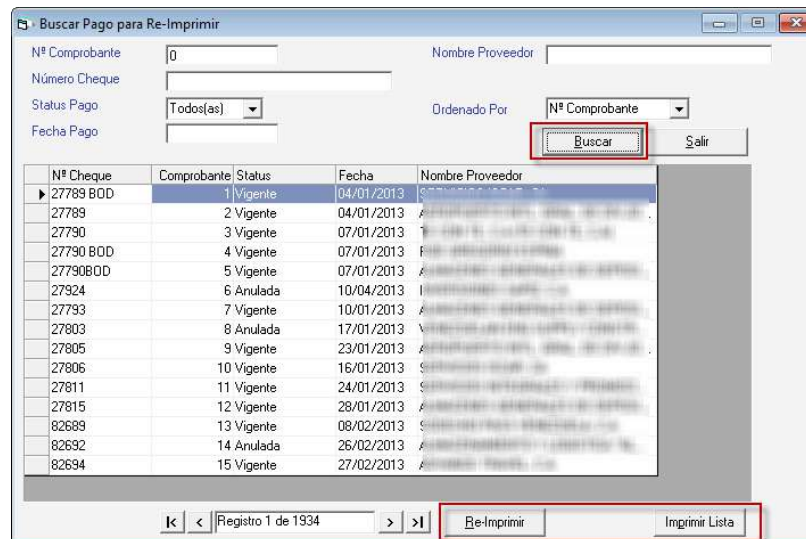 Buscar Pago para Re-Imprimir
Nº Comprobante 0 Nombre Proveedor
Número Cheque
Status Pago Todos(as) Ordenado Por Nº Comprobante
Fecha Pago
Buscar Salir
Nº Cheque Comprobante Status Fecha Nombre Proveedor
27789 BOD 1 Vigente 04/01/2013
27789 2 Vigente 04/01/2013
27790 3 Vigente 07/01/2013
27790 BOD 4 Vigente 07/01/2013
27790BOD 5 Vigente 07/01/2013
27924 6 Anulada 10/04/2013
27793 7 Vigente 10/01/2013
27803 8 Anulada 17/01/2013
27805 9 Vigente 23/01/2013
27806 10 Vigente 16/01/2013
27811 11 Vigente 24/01/2013
27815 12 Vigente 28/01/2013
82689 13 Vigente 08/02/2013
82692 14 Anulada 26/02/2013
82694 15 Vigente 27/02/2013
Registro 1 de 1934 Re-Imprimir Imprimir Lista